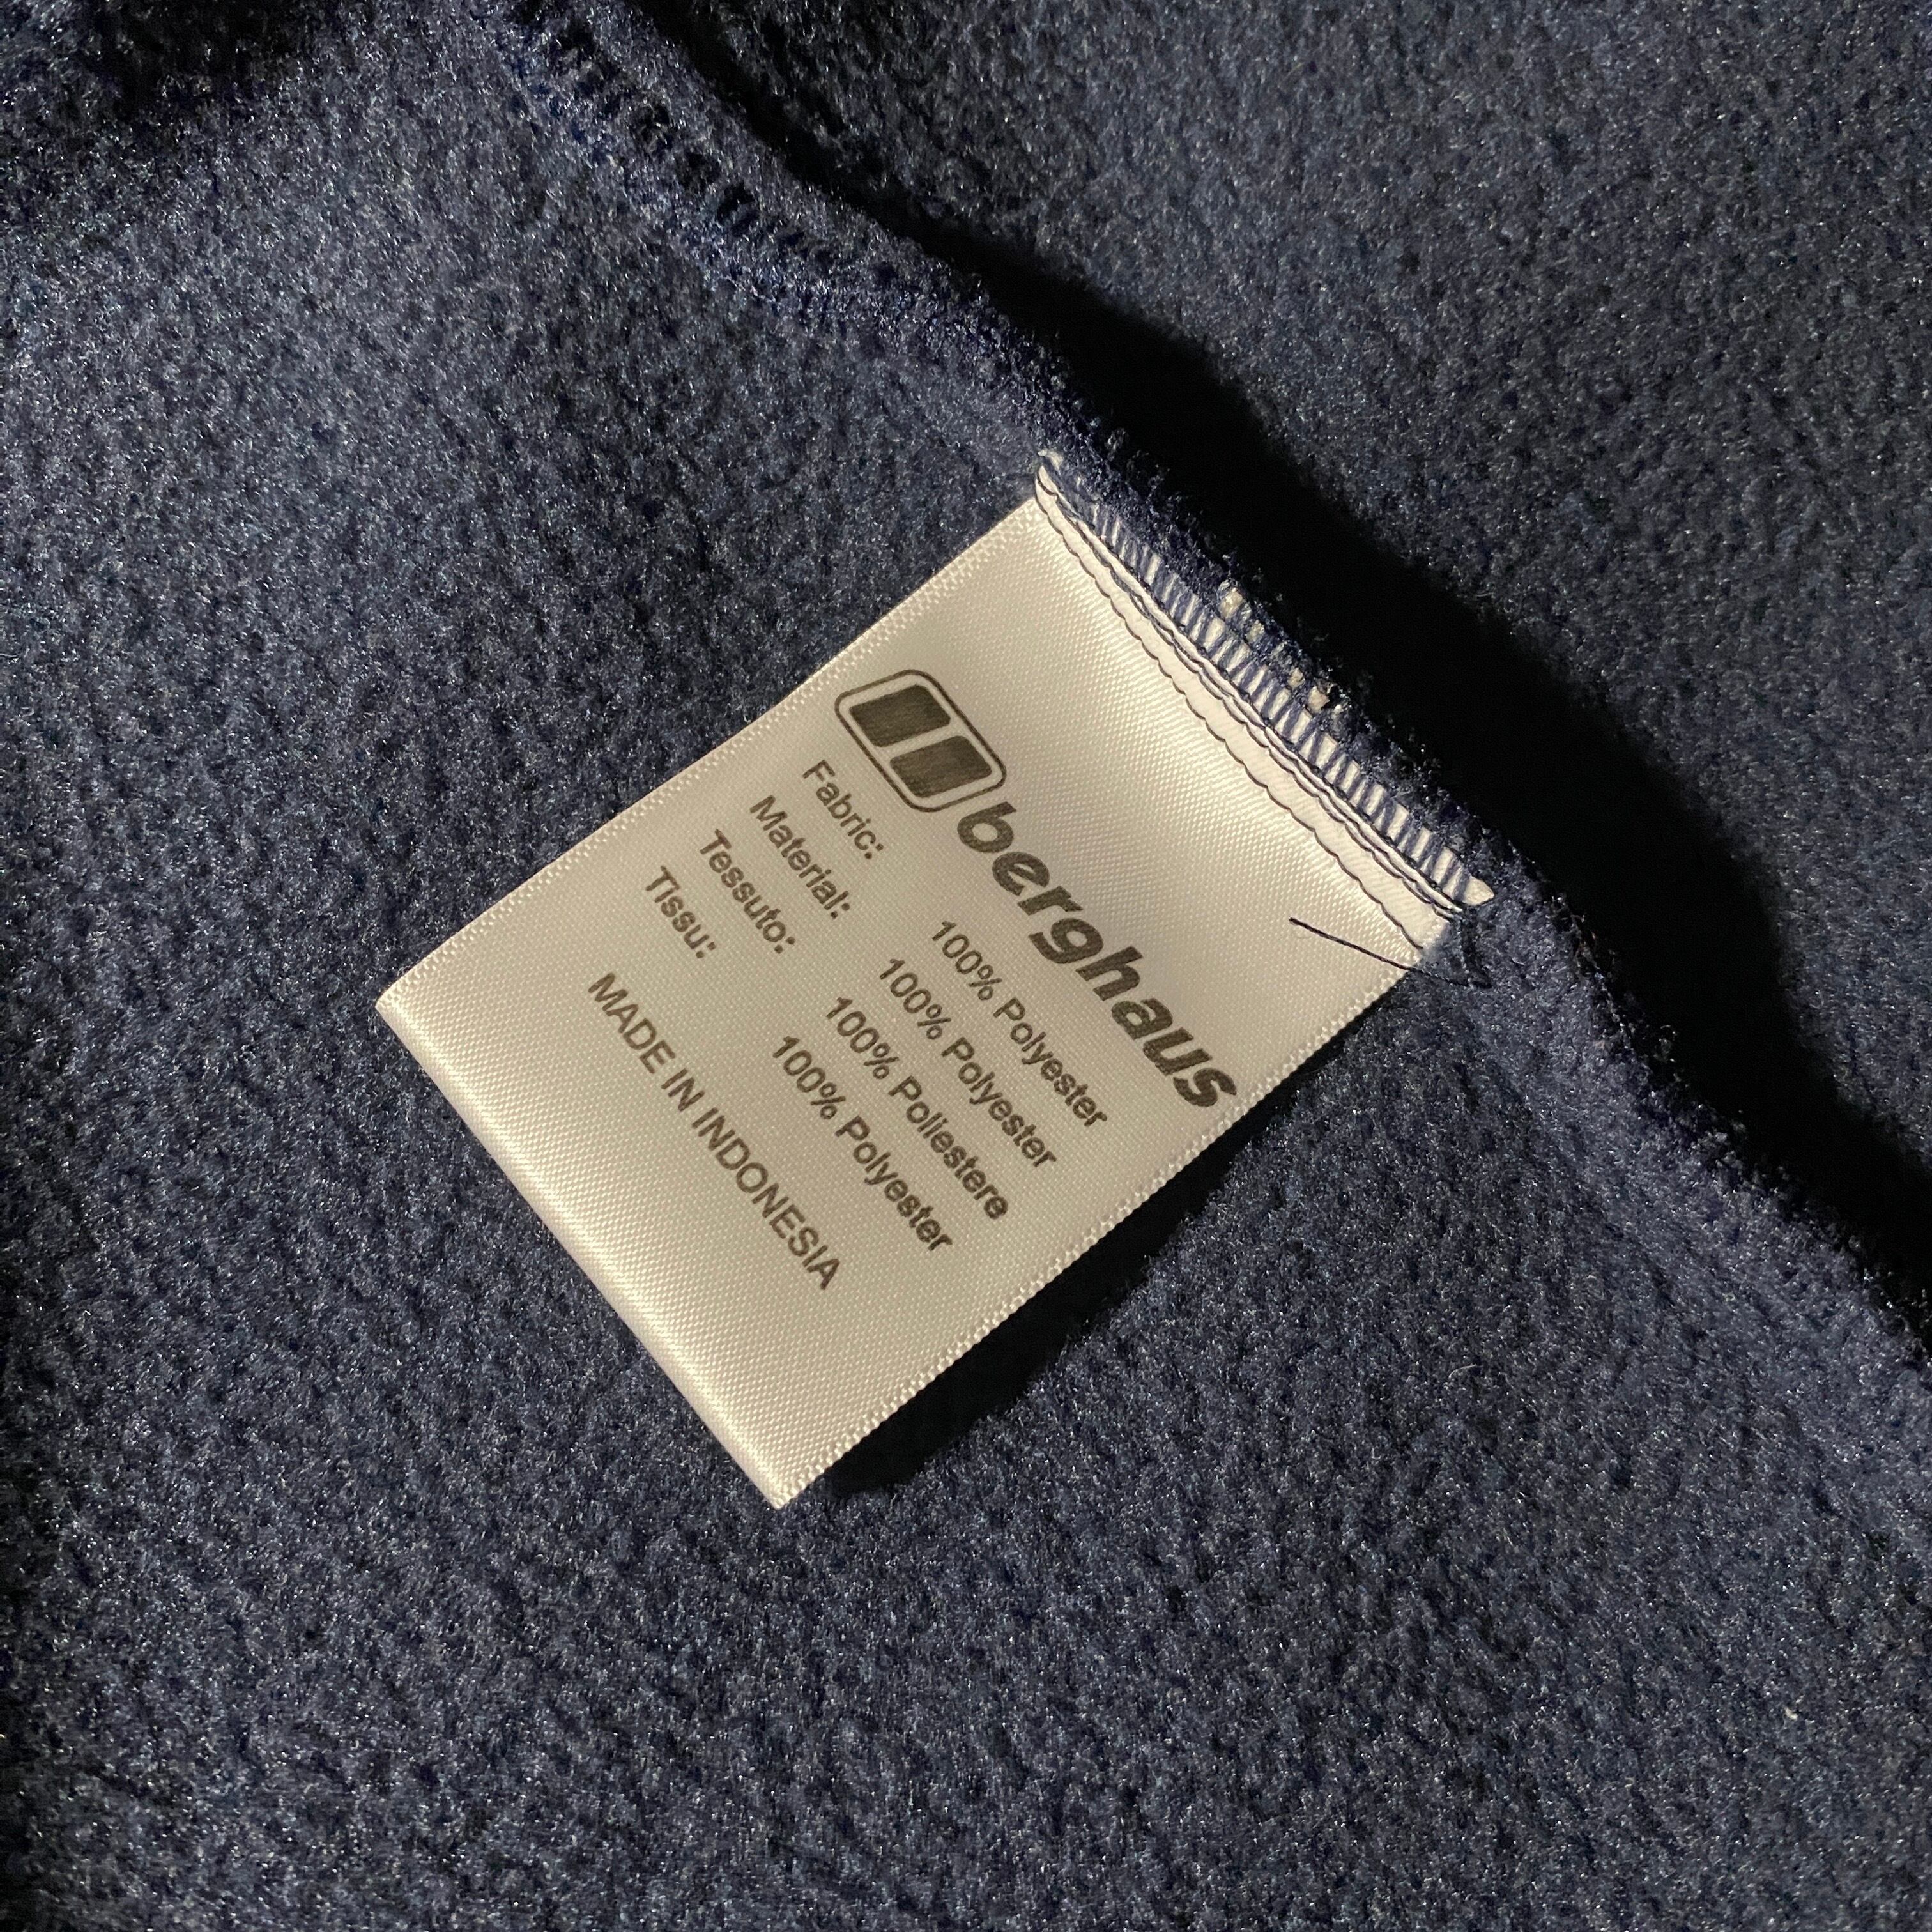 berghaus
Fabric: 100% Polyester
Material: 100% Polyester
Tessuto: 100% Poliestere
Tissu: 100% Polyester
MADE IN INDONESIA